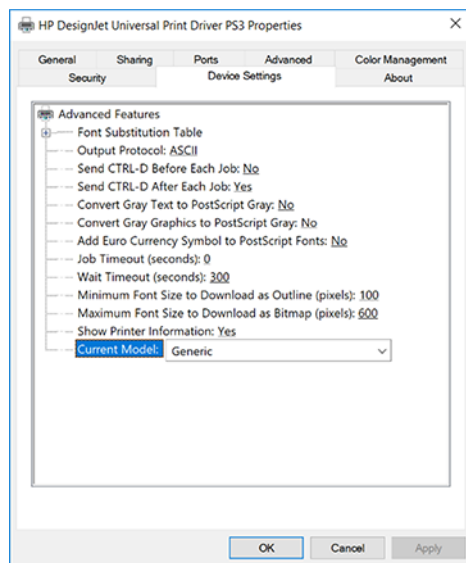 HP DesignJet Universal Print Driver PS3 Properties
General Sharing Ports Advanced Color Management
Security Device Settings About
Advanced Features
Font Substitution Table
Output Protocol: ASCII
Send CTRL-D Before Each Job: No
Send CTRL-D After Each Job: Yes
Convert Gray Text to PostScript Gray: No
Convert Gray Graphics to PostScript Gray: No
Add Euro Currency Symbol to PostScript Fonts: No
Job Timeout (seconds): 0
Wait Timeout (seconds): 300
Minimum Font Size to Download as Outline (pixels): 100
Maximum Font Size to Download as Bitmap (pixels): 600
Show Printer Information: Yes
Current Model: Generic
OK Cancel Apply